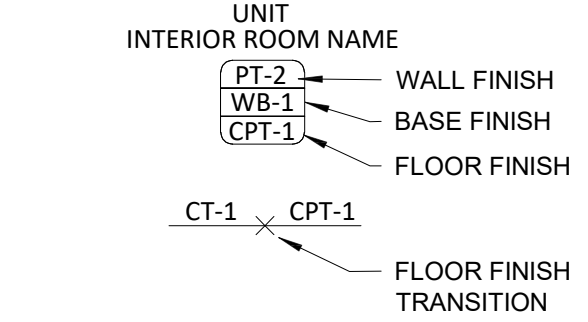 UNIT
INTERIOR ROOM NAME
PT-2
WALL FINISH
WB-1
BASE FINISH
CPT-1
FLOOR FINISH
CT-1 CPT-1
FLOOR FINISH
TRANSITION